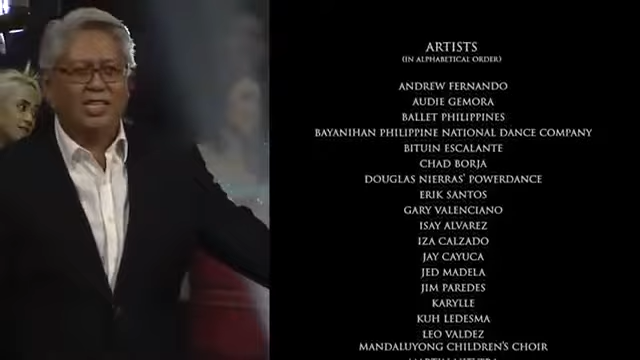 ARTISTS
(IN ALPHABETICAL ORDER)
ANDREW FERNANDO
AUDIE GEMORA
BALLET PHILIPPINES
BAYANIHAN PHILIPPINE NATIONAL DANCE COMPANY
BITUIN ESCALANTE
CHAD BORJA
DOUGLAS NIERRAS' POWERDANCE
ERIK SANTOS
GARY VALENCIANO
ISAY ALVAREZ
IZA CALZADO
JAY CAYUCA
JED MADELA
JIM PAREDES
KARYLLE
KUH LEDESMA
LEO VALDEZ
MANDALUYONG CHILDREN'S CHOIR